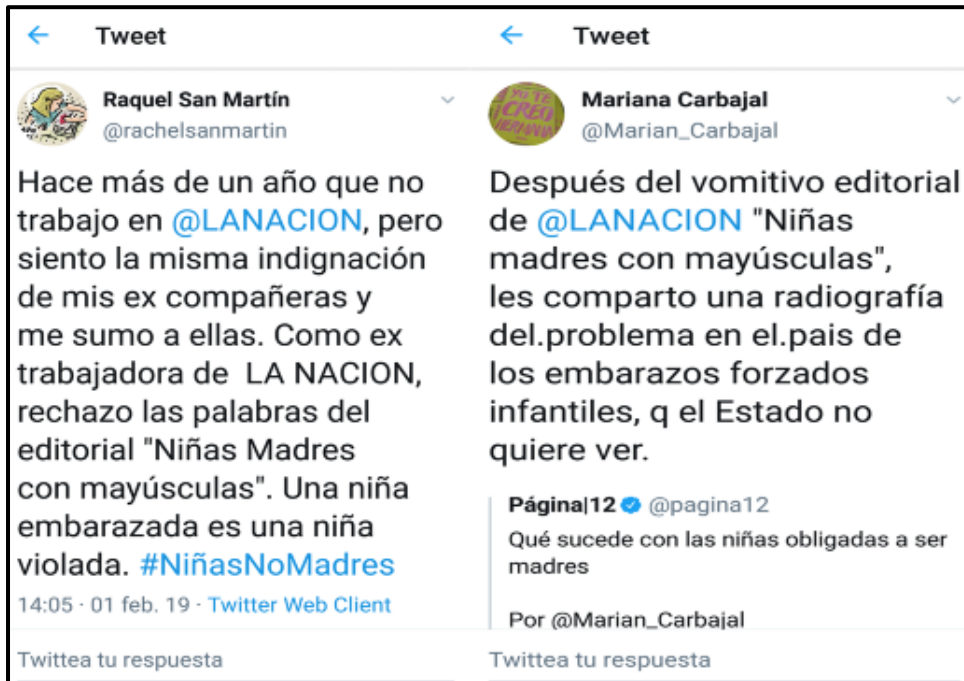 Tweet
Raquel San Martín
@rachelsanmartin
Hace más de un año que no
trabajo en @LANACION, pero
siento la misma indignación
de mis ex compañeras y
me sumo a ellas. Como ex
trabajadora de  LA NACION,
rechazo las palabras del
editorial "Niñas Madres
con mayúsculas". Una niña
embarazada es una niña
violada. #NiñasNoMadres
14:05 · 01 feb. 19 · Twitter Web Client
Twittea tu respuesta
Tweet
YO TE
CREO
HERMANA
Mariana Carbajal
@Marian_Carbajal
Después del vomitivo editorial
de @LANACION "Niñas
madres con mayúsculas",
les comparto una radiografía
del.problema en el.pais de
los embarazos forzados
infantiles, q el Estado no
quiere ver.
Página|12 @pagina12
Qué sucede con las niñas obligadas a ser
madres
Por @Marian_Carbajal
Twittea tu respuesta